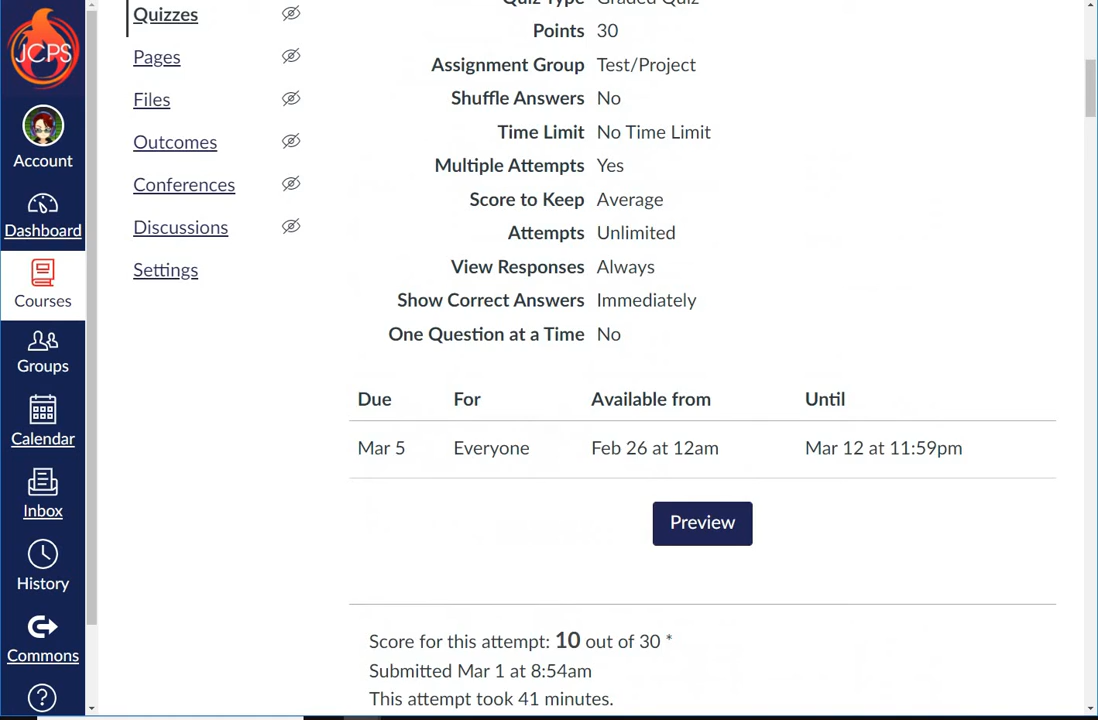 JCPS
Account
Dashboard
Courses
Groups
Calendar
Inbox
History
Commons
Quizzes
Pages
Files
Outcomes
Conferences
Discussions
Settings
Quiz Type Graded Quiz
Points 30
Assignment Group Test/Project
Shuffle Answers No
Time Limit No Time Limit
Multiple Attempts Yes
Score to Keep Average
Attempts Unlimited
View Responses Always
Show Correct Answers Immediately
One Question at a Time No
Due For Available from Until
Mar 5 Everyone Feb 26 at 12am Mar 12 at 11:59pm
Preview
Score for this attempt: 10 out of 30 *
Submitted Mar 1 at 8:54am
This attempt took 41 minutes.